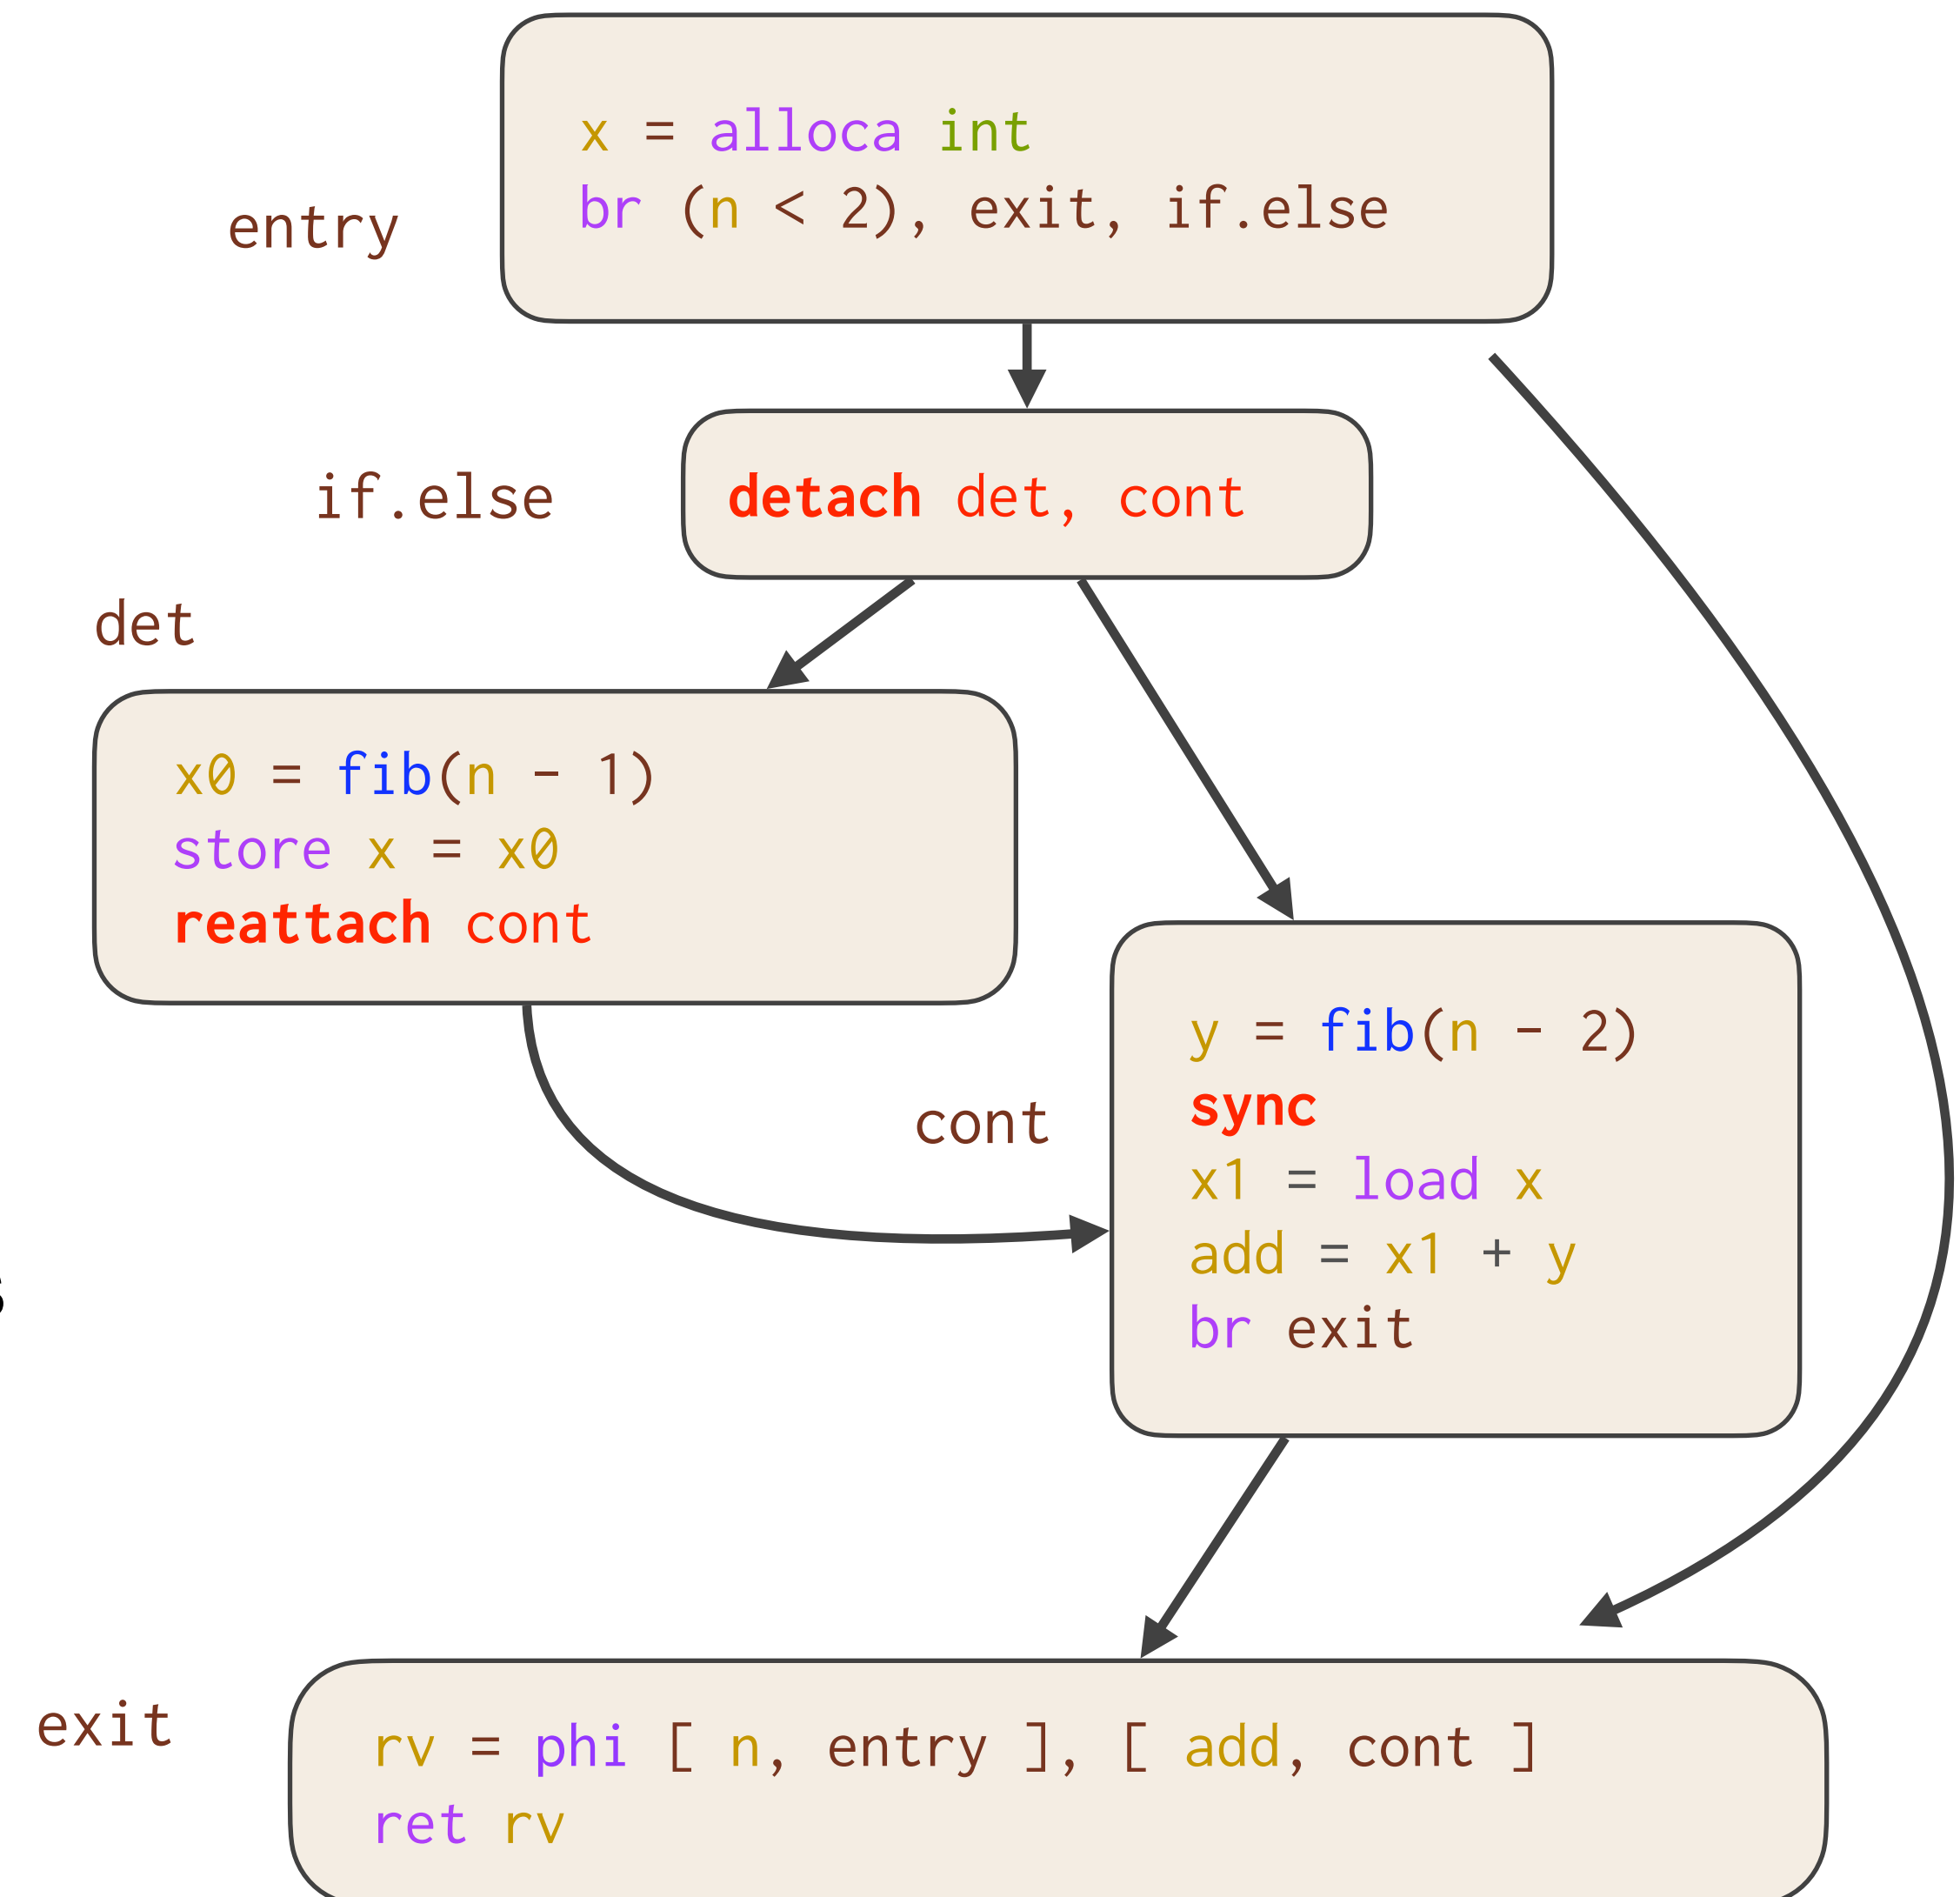 entry
x = alloca int
br (n < 2), exit, if.else
if.else
detach det, cont
det
x0 = fib(n - 1)
store x = x0
reattach cont
cont
y = fib(n - 2)
sync
x1 = load x
add = x1 + y
br exit
exit
rv = phi [ n, entry ], [ add, cont ]
ret rv